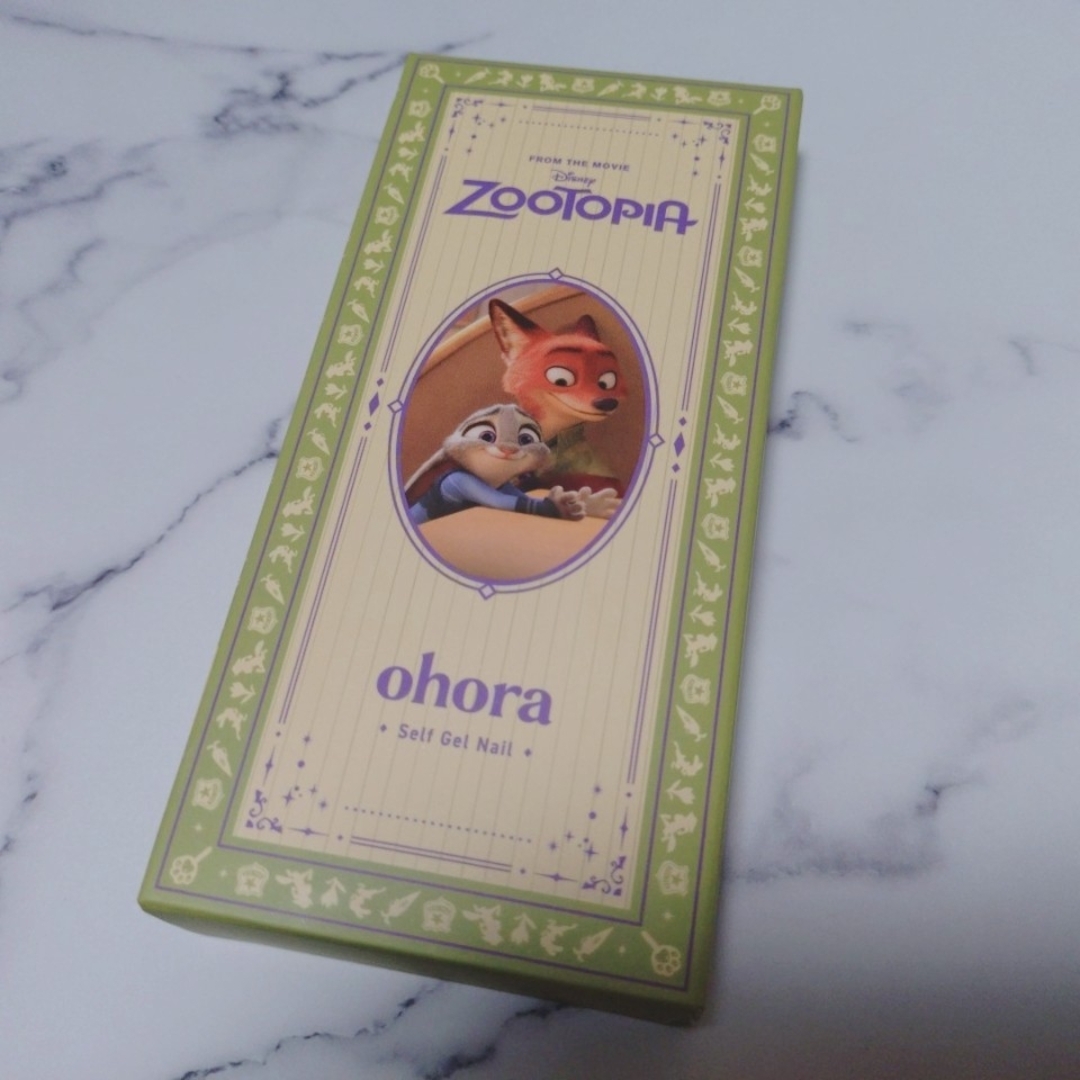 FROM THE MOVIE
Disney
ZOOTOPIA
ohora
Self Gel Nail